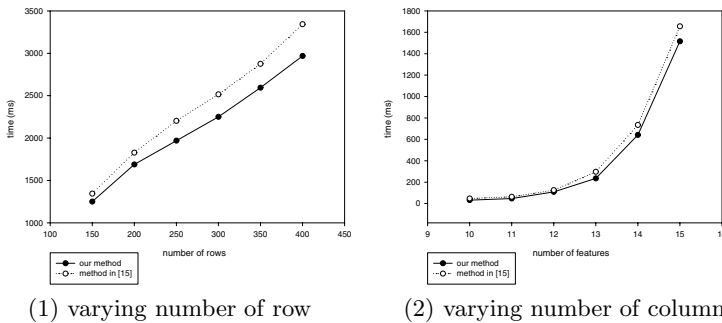 3500
3000
2500
2000
1500
1000
time (ms)
100 150 200 250 300 350 400 450
number of rows
our method
method in [15]
(1) varying number of row
1800
1600
1400
1200
1000
800
600
400
200
0
time (ms)
9 10 11 12 13 14 15 16
number of features
our method
method in [15]
(2) varying number of column